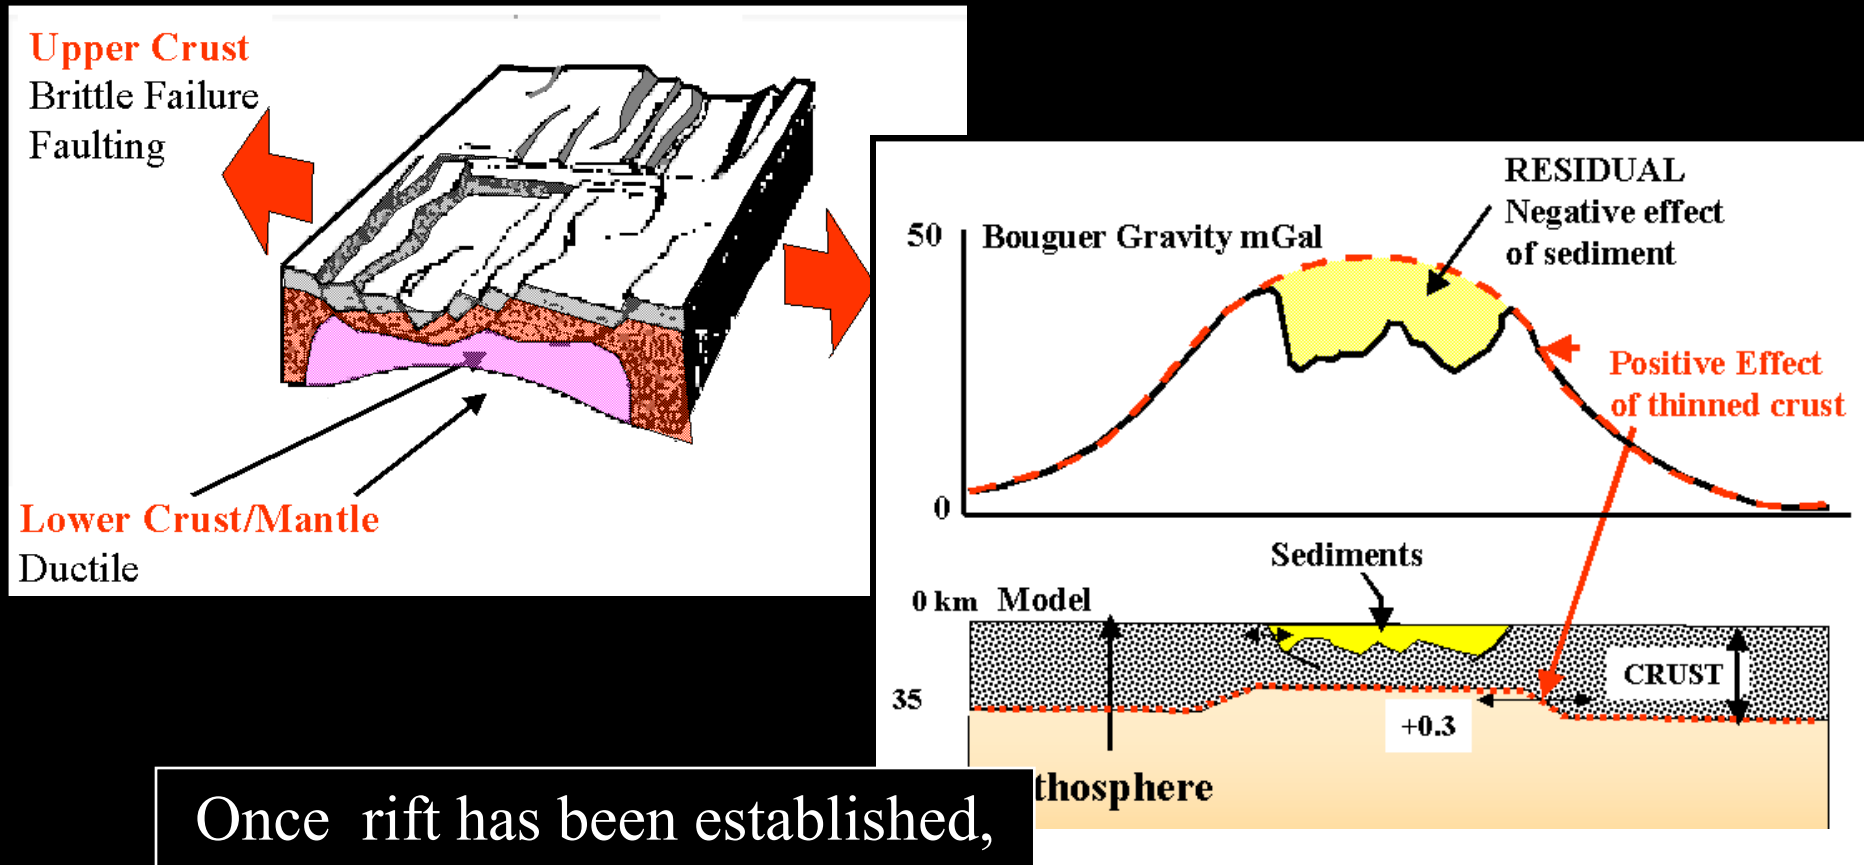 Upper Crust
Brittle Failure
Faulting
Lower Crust/Mantle
Ductile
RESIDUAL
Negative effect
of sediment
50
Bouguer Gravity mGal
Positive Effect
of thinned crust
0
Sediments
0 km Model
CRUST
35
+0.3
thosphere
Once rift has been established,